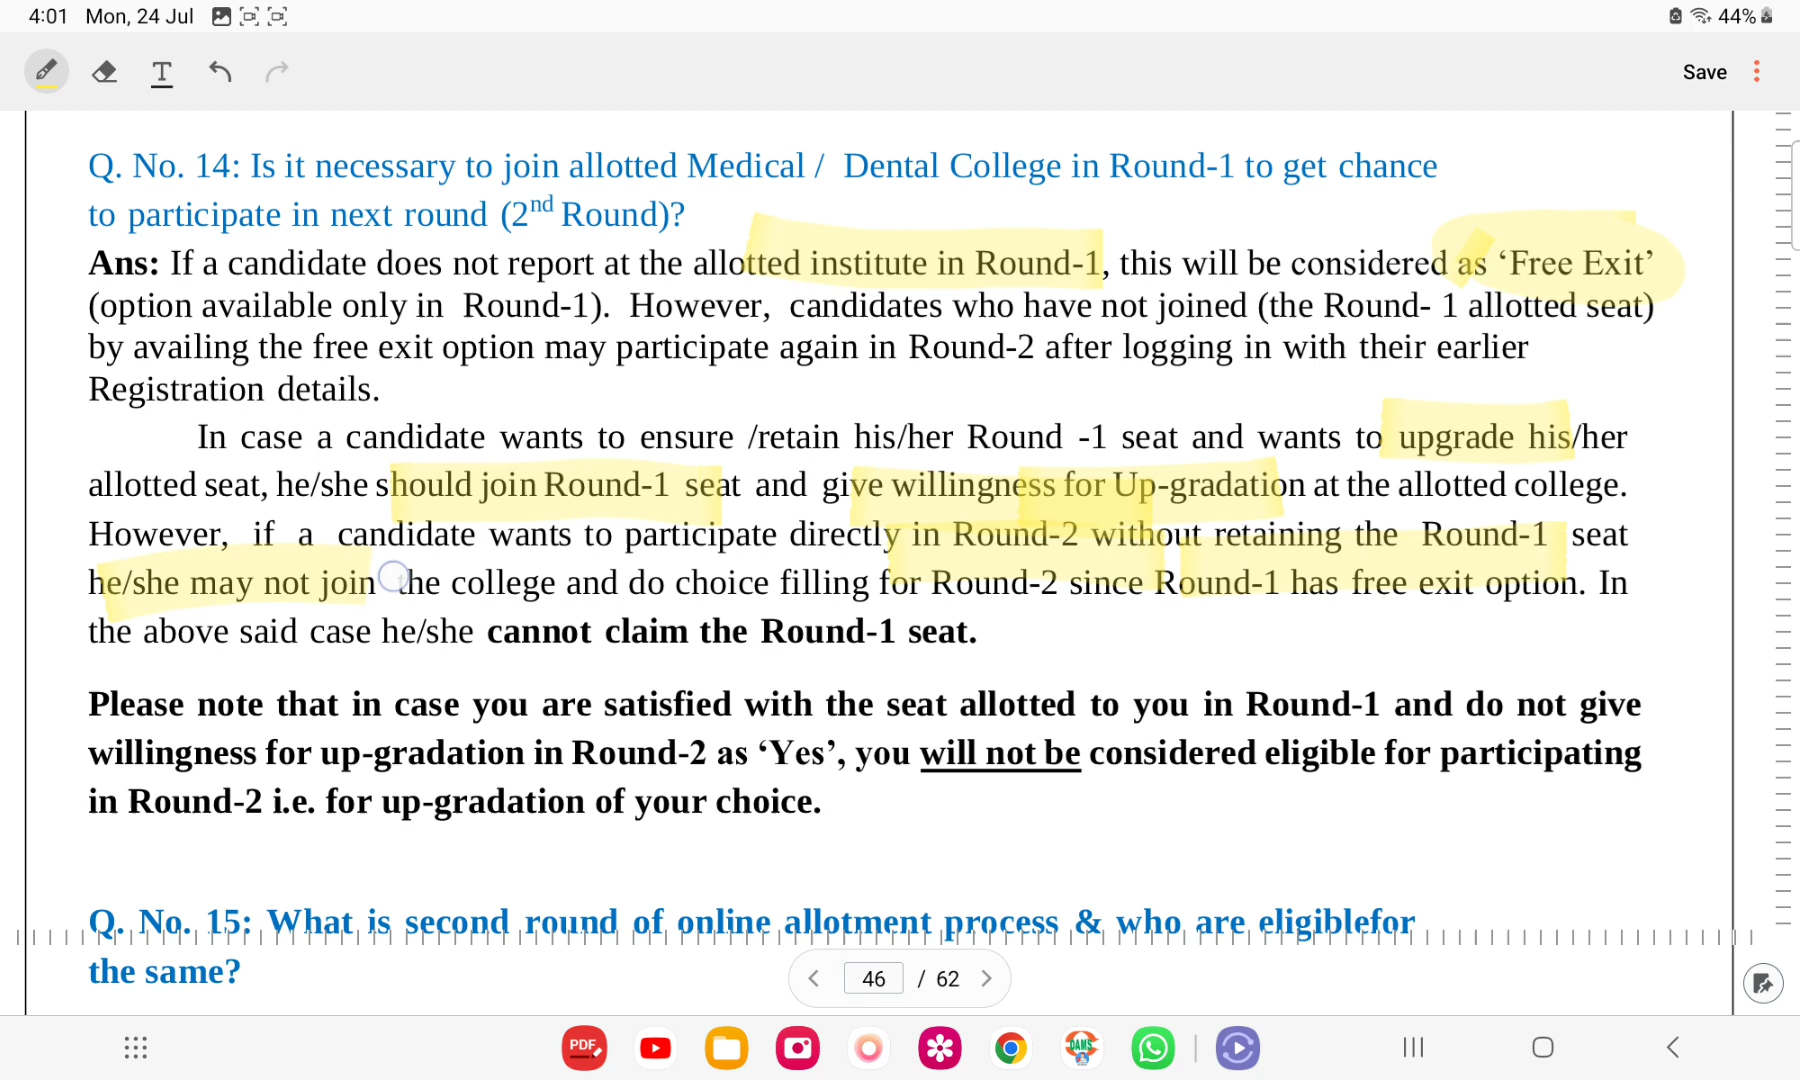 4:01 Mon, 24 Jul 44%
Save
Q. No. 14: Is it necessary to join allotted Medical / Dental College in Round-1 to get chance
to participate in next round (2nd Round)?
Ans: If a candidate does not report at the allotted institute in Round-1, this will be considered as ‘Free Exit’
(option available only in Round-1). However, candidates who have not joined (the Round- 1 allotted seat)
by availing the free exit option may participate again in Round-2 after logging in with their earlier
Registration details.
In case a candidate wants to ensure /retain his/her Round -1 seat and wants to upgrade his/her
allotted seat, he/she should join Round-1 seat and give willingness for Up-gradation at the allotted college.
However, if a candidate wants to participate directly in Round-2 without retaining the Round-1 seat
he/she may not join the college and do choice filling for Round-2 since Round-1 has free exit option. In
the above said case he/she cannot claim the Round-1 seat.
Please note that in case you are satisfied with the seat allotted to you in Round-1 and do not give
willingness for up-gradation in Round-2 as ‘Yes’, you will not be considered eligible for participating
in Round-2 i.e. for up-gradation of your choice.
Q. No. 15: What is second round of online allotment process & who are eligiblefor
the same?
46 / 62
PDF
DAMS